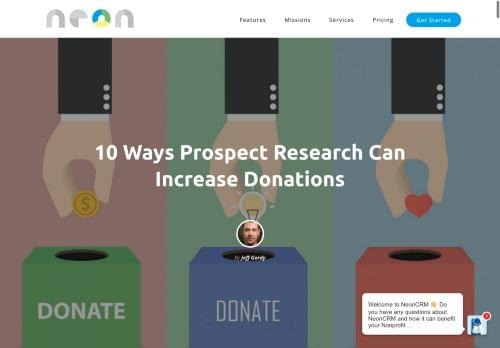 neon
Features
Missions
Services
Pricing
Get Started
10 Ways Prospect Research Can
Increase Donations
By Jeff Gordy
DONATE
DONATE
Welcome to NeonCRM 👋 Do
you have any questions about
NeonCRM and how it can benefit
your Nonprofit ...
1